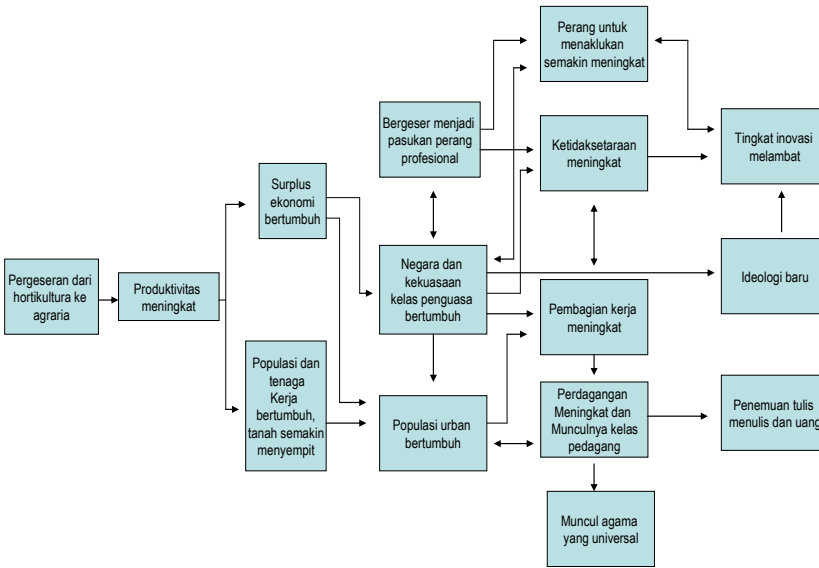 Perang untuk
menaklukan
semakin meningkat
Bergeser menjadi
pasukan perang
profesional
Ketidaksetaraan
meningkat
Tingkat inovasi
melambat
Surplus
ekonomi
bertumbuh
Pergeseran dari
hortikultura ke
agraria
Produktivitas
meningkat
Negara dan
kekuasaan
kelas penguasa
bertumbuh
Ideologi baru
Pembagian kerja
meningkat
Populasi dan
tenaga
Kerja
bertumbuh,
tanah semakin
menyempit
Populasi urban
bertumbuh
Perdagangan
Meningkat dan
Munculnya kelas
pedagang
Penemuan tulis
menulis dan uang
Muncul agama
yang universal